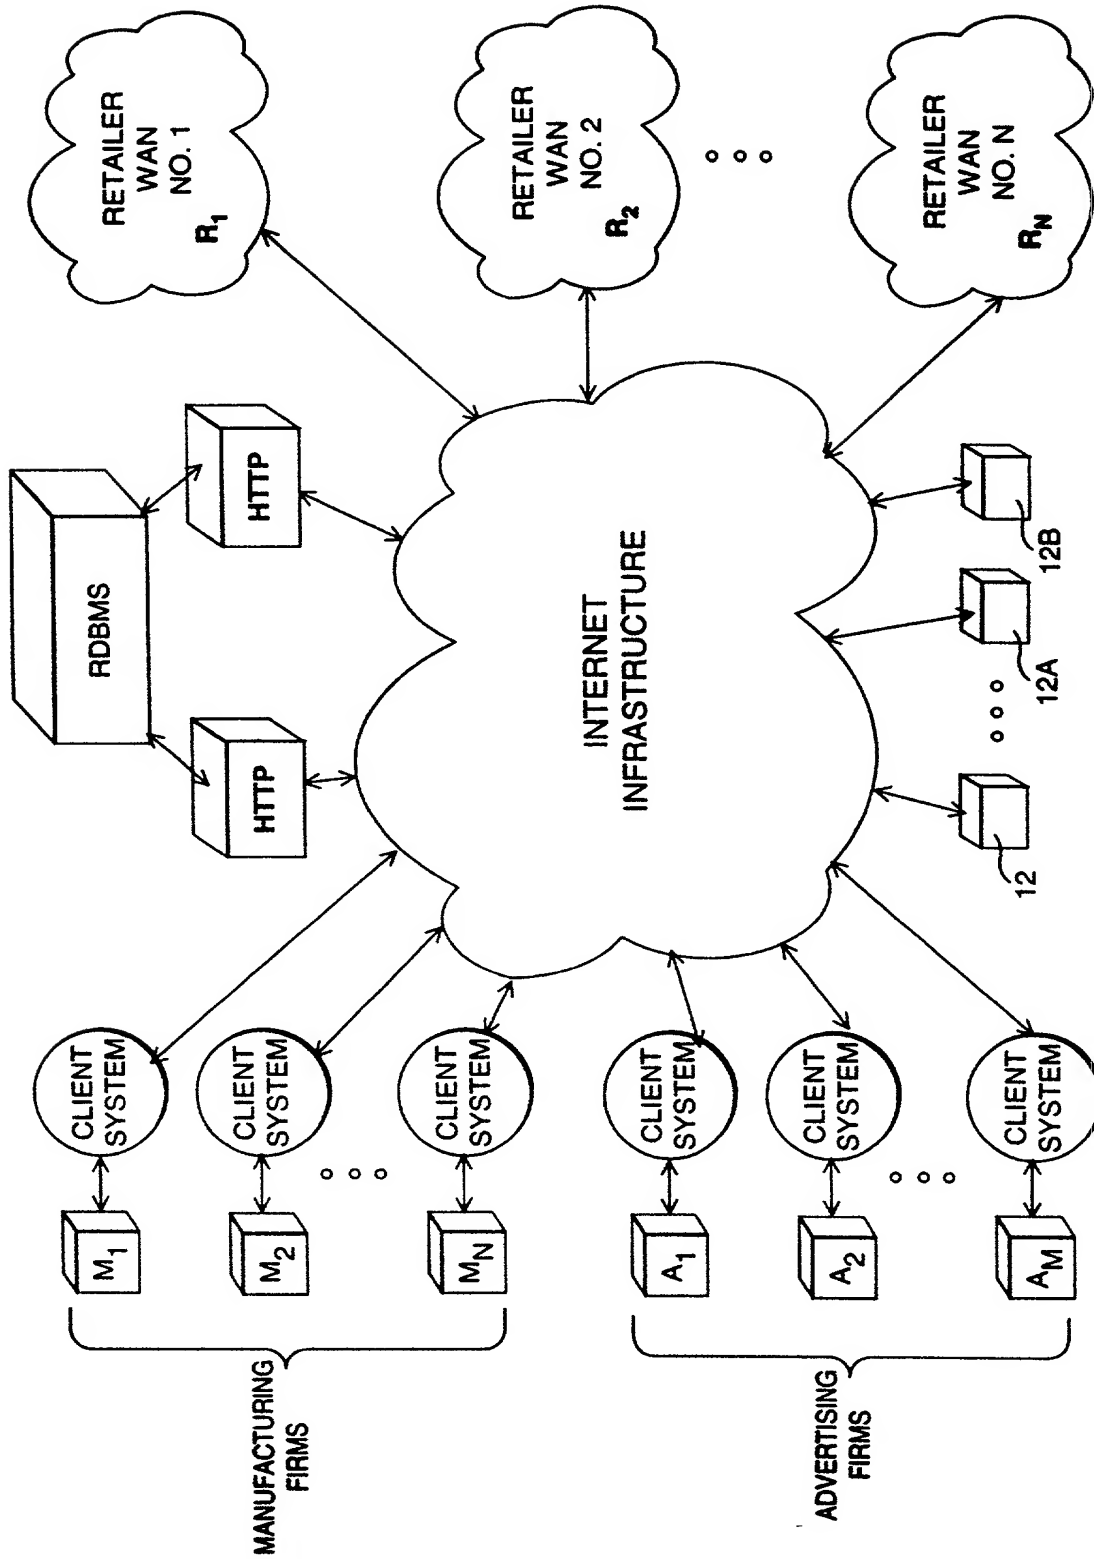 MANUFACTURING
FIRMS
M1
M2
MN
CLIENT
SYSTEM
CLIENT
SYSTEM
CLIENT
SYSTEM
RDBMS
HTTP
HTTP
RETAILER
WAN
NO. 1
R1
RETAILER
WAN
NO. 2
R2
RETAILER
WAN
NO. N
RN
INTERNET
INFRASTRUCTURE
ADVERTISING
FIRMS
A1
A2
AM
CLIENT
SYSTEM
CLIENT
SYSTEM
CLIENT
SYSTEM
12
12A
12B